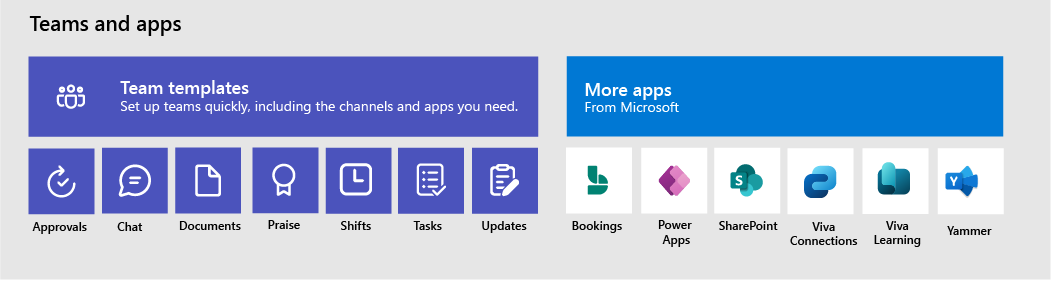 Teams and apps
Team templates
Set up teams quickly, including the channels and apps you need.
More apps
From Microsoft
Approvals
Chat
Documents
Praise
Shifts
Tasks
Updates
Bookings
Power
Apps
S
SharePoint
Viva
Connections
Viva
Learning
Y
Yammer